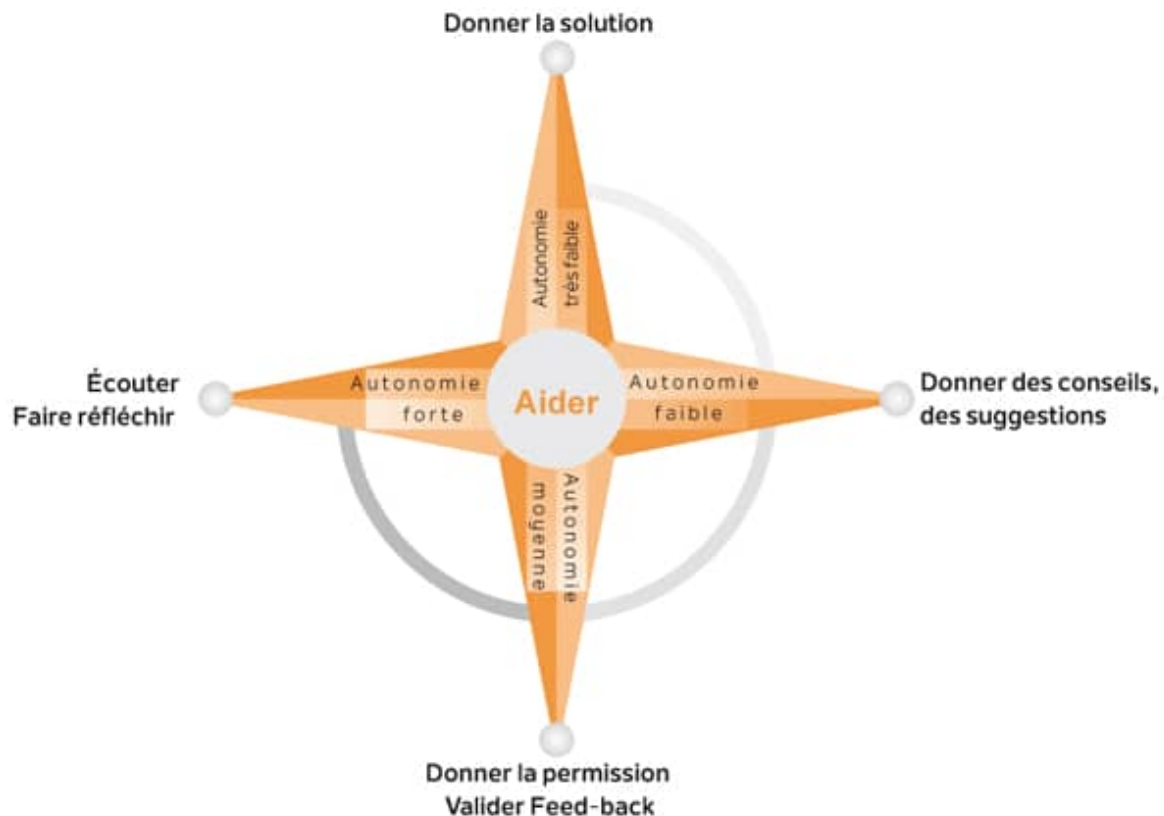 Donner la solution
Autonomie
très faible
Écouter
Faire réfléchir
Autonomie
forte
Aider
Autonomie
faible
Donner des conseils,
des suggestions
Autonomie
moyenne
Donner la permission
Valider Feed-back